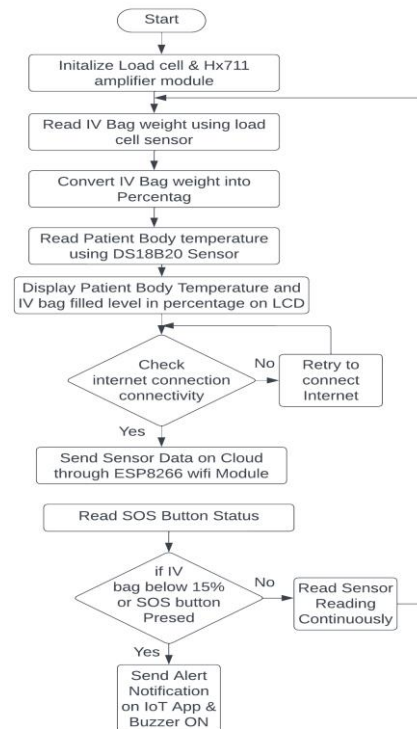 Start
Initalize Load cell & Hx711
amplifier module
Read IV Bag weight using load
cell sensor
Convert IV Bag weight into
Percentag
Read Patient Body temperature
using DS18B20 Sensor
Display Patient Body Temperature and
IV bag filled level in percentage on LCD
Check
internet connection
connectivity
No
Retry to
connect
Internet
Yes
Send Sensor Data on Cloud
through ESP8266 wifi Module
Read SOS Button Status
if IV
bag below 15%
or SOS button
Presed
No
Read Sensor
Reading
Continuously
Yes
Send Alert
Notification
on IoT App &
Buzzer ON